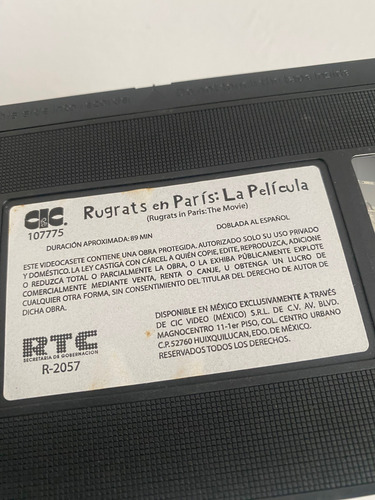 CIC
107775
Rugrats en París: La Película
(Rugrats in Paris: The Movie)
DURACIÓN APROXIMADA: 89 MIN
DOBLADA AL ESPAÑOL
ESTE VIDEOCASETE CONTIENE UNA OBRA PROTEGIDA, AUTORIZADO SOLO SU USO PRIVADO
Y DOMÉSTICO. LA LEY CASTIGA CON CÁRCEL A QUIÉN COPIE, EDITE, REPRODUZCA, ADICIONE
O REDUZCA TOTAL O PARCIALMENTE LA OBRA, O LA EXHIBA PÚBLICAMENTE EXPLOTE
COMERCIALMENTE MEDIANTE VENTA, RENTA O CANJE, U OBTENGA UN LUCRO DE
CUALQUIER OTRA FORMA, SIN CONSENTIMIENTO DEL TITULAR DEL DERECHO DE AUTOR DE
DICHA OBRA.
RTC
SECRETARIA DE GOBERNACION
R-2057
DISPONIBLE EN MÉXICO EXCLUSIVAMENTE A TRAVÉS
DE CIC VIDEO (MÉXICO) S.R.L. DE C.V. AV. BLVD.
MAGNOCENTRO 11-1er PISO, COL. CENTRO URBANO
C.P. 52760 HUIXQUILUCAN, EDO. DE MÉXICO.
RESERVADOS TODOS LOS DERECHOS.